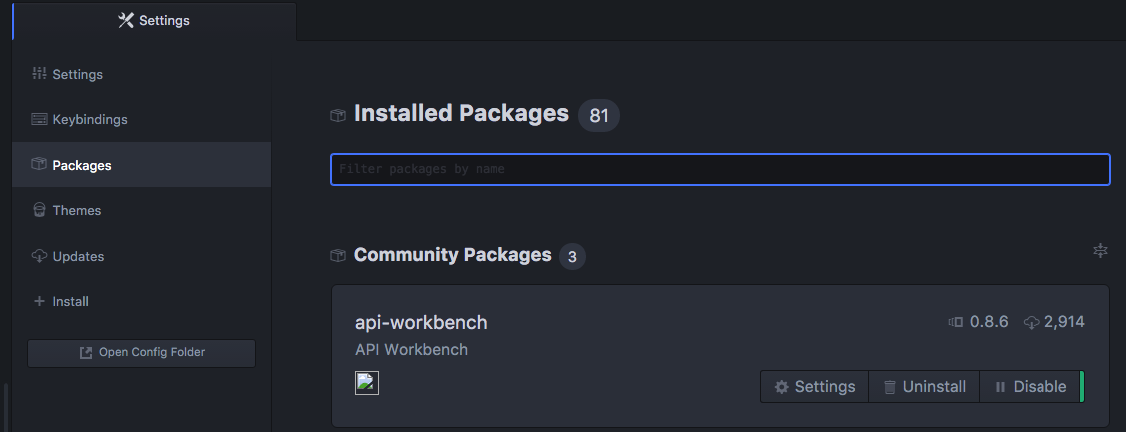 Settings
Settings
Keybindings
Packages
Themes
Updates
Install
Open Config Folder
Installed Packages 81
Filter packages by name
Community Packages 3
api-workbench 0.8.6 2,914
API Workbench
Settings Uninstall Disable